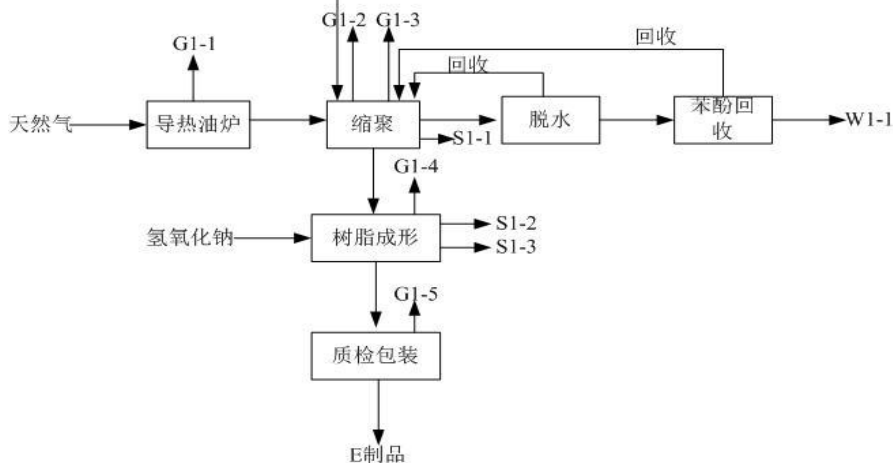 G1-2
G1-3
G1-1
回收
回收
天然气
导热油炉
缩聚
脱水
苯酚回
收
W1-1
S1-1
G1-4
氢氧化钠
树脂成形
S1-2
S1-3
G1-5
质检包装
E制品